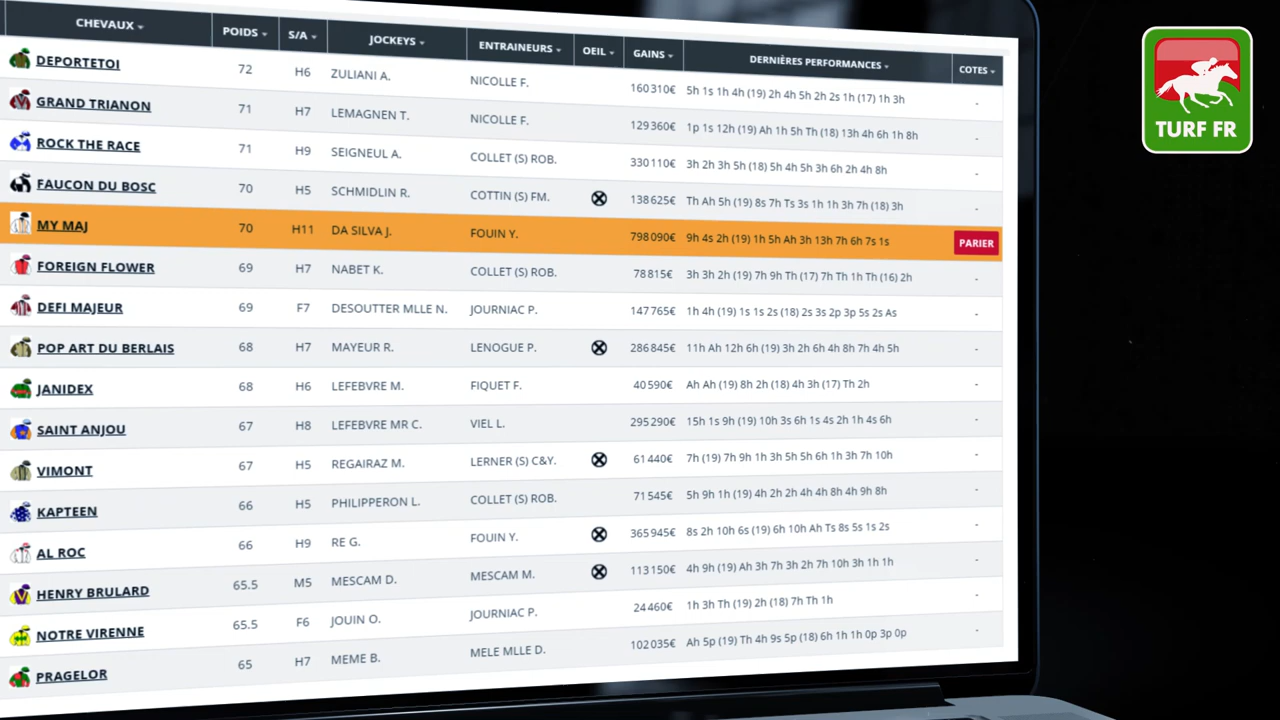 CHEVAUX POIDS S/A JOCKEYS ENTRAINEURS OEIL GAINS DERNIÈRES PERFORMANCES COTES
DEPORTETOI 72 H6 ZULIANI A. NICOLLE F. 160 310€ 5h 1s 1h 4h (19) 2h 4h 5h 2h 2s 1h (17) 1h 3h -
GRAND TRIANON 71 H7 LEMAGNEN T. NICOLLE F. 129 360€ 1p 1s 12h (19) Ah 1h 5h Th (18) 13h 4h 6h 1h 8h -
ROCK THE RACE 71 H9 SEIGNEUL A. COLLET (S) ROB. 330 110€ 3h 2h 3h 5h (18) 5h 4h 5h 3h 6h 2h 4h 8h -
FAUCON DU BOSC 70 H5 SCHMIDLIN R. COTTIN (S) FM. 138 625€ Th Ah 5h (19) 8s 7h Ts 3s 1h 1h 3h 7h (18) 3h -
MY MAJ 70 H11 DA SILVA J. FOUIN Y. 798 090€ 9h 4s 2h (19) 1h 5h Ah 3h 13h 7h 6h 7s 1s PARIER
FOREIGN FLOWER 69 H7 NABET K. COLLET (S) ROB. 78 815€ 3h 3h 2h (19) 7h 9h Th (17) 7h Th 1h Th (16) 2h -
DEFI MAJEUR 69 F7 DESOUTTER MLLE N. JOURNIAC P. 147 765€ 1h 4h (19) 1s 1s 2s (18) 2s 3s 2p 3p 5s 2s As -
POP ART DU BERLAIS 68 H7 MAYEUR R. LENOGUE P. 286 845€ 11h Ah 12h 6h (19) 3h 2h 6h 4h 8h 7h 4h 5h -
JANIDEX 68 H6 LEFEBVRE M. FIQUET F. 40 590€ Ah Ah (19) 8h 2h (18) 4h 3h (17) Th 2h -
SAINT ANJOU 67 H8 LEFEBVRE MR C. VIEL L. 295 290€ 15h 1s 9h (19) 10h 3s 6h 1s 4s 2h 1h 4s 6h -
VIMONT 67 H5 REGAIRAZ M. LERNER (S) C&Y. 61 440€ 7h (19) 7h 9h 1h 3h 5h 5h 6h 1h 3h 7h 10h -
KAPTEEN 66 H5 PHILIPPERON L. COLLET (S) ROB. 71 545€ 5h 9h 1h (19) 4h 2h 2h 4h 4h 8h 4h 9h 8h -
AL ROC 66 H9 RE G. FOUIN Y. 365 945€ 8s 2h 10h 6s (19) 6h 10h Ah Ts 8s 5s 1s 2s -
HENRY BRULARD 65.5 M5 MESCAM D. MESCAM M. 113 150€ 4h 9h (19) Ah 3h 7h 3h 2h 7h 10h 3h 1h 1h -
NOTRE VIRENNE 65.5 F6 JOUIN O. JOURNIAC P. 24 460€ 1h 3h Th (19) 2h (18) 7h Th 1h -
PRAGELOR 65 H7 MEME B. MELE MLLE D. 102 035€ Ah 5p (19) Th 4h 9s 5p (18) 6h 1h 1h 0p 3p 0p -
TURF FR